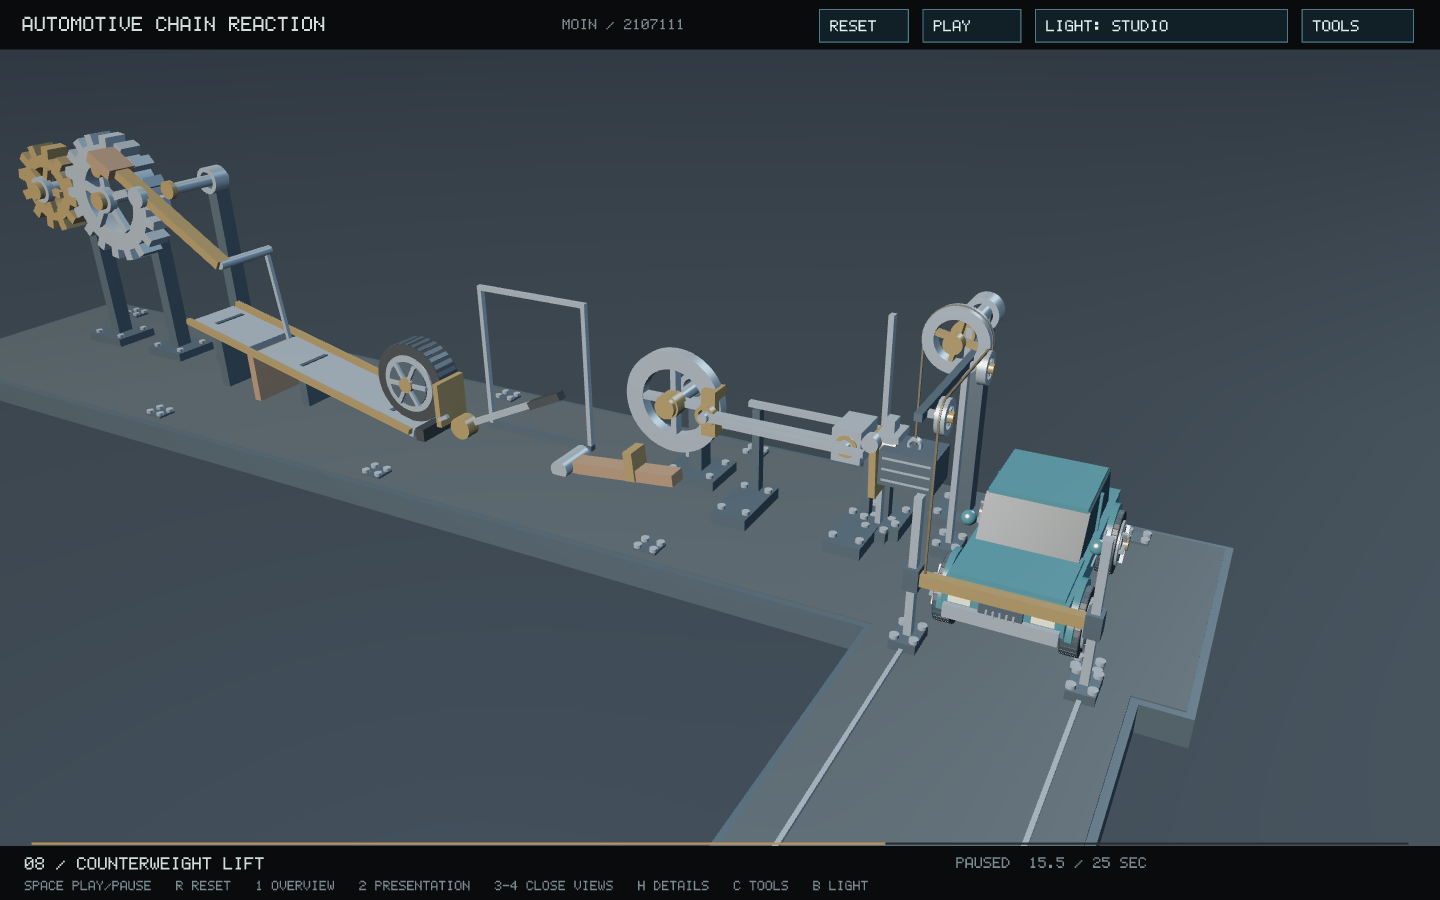 AUTOMOTIVE CHAIN REACTION
MOIN / 2107111
RESET
PLAY
LIGHT: STUDIO
TOOLS
08 / COUNTERWEIGHT LIFT
PAUSED 15.5 / 25 SEC
SPACE PLAY/PAUSE R RESET 1 OVERVIEW 2 PRESENTATION 3-4 CLOSE VIEWS H DETAILS C TOOLS B LIGHT